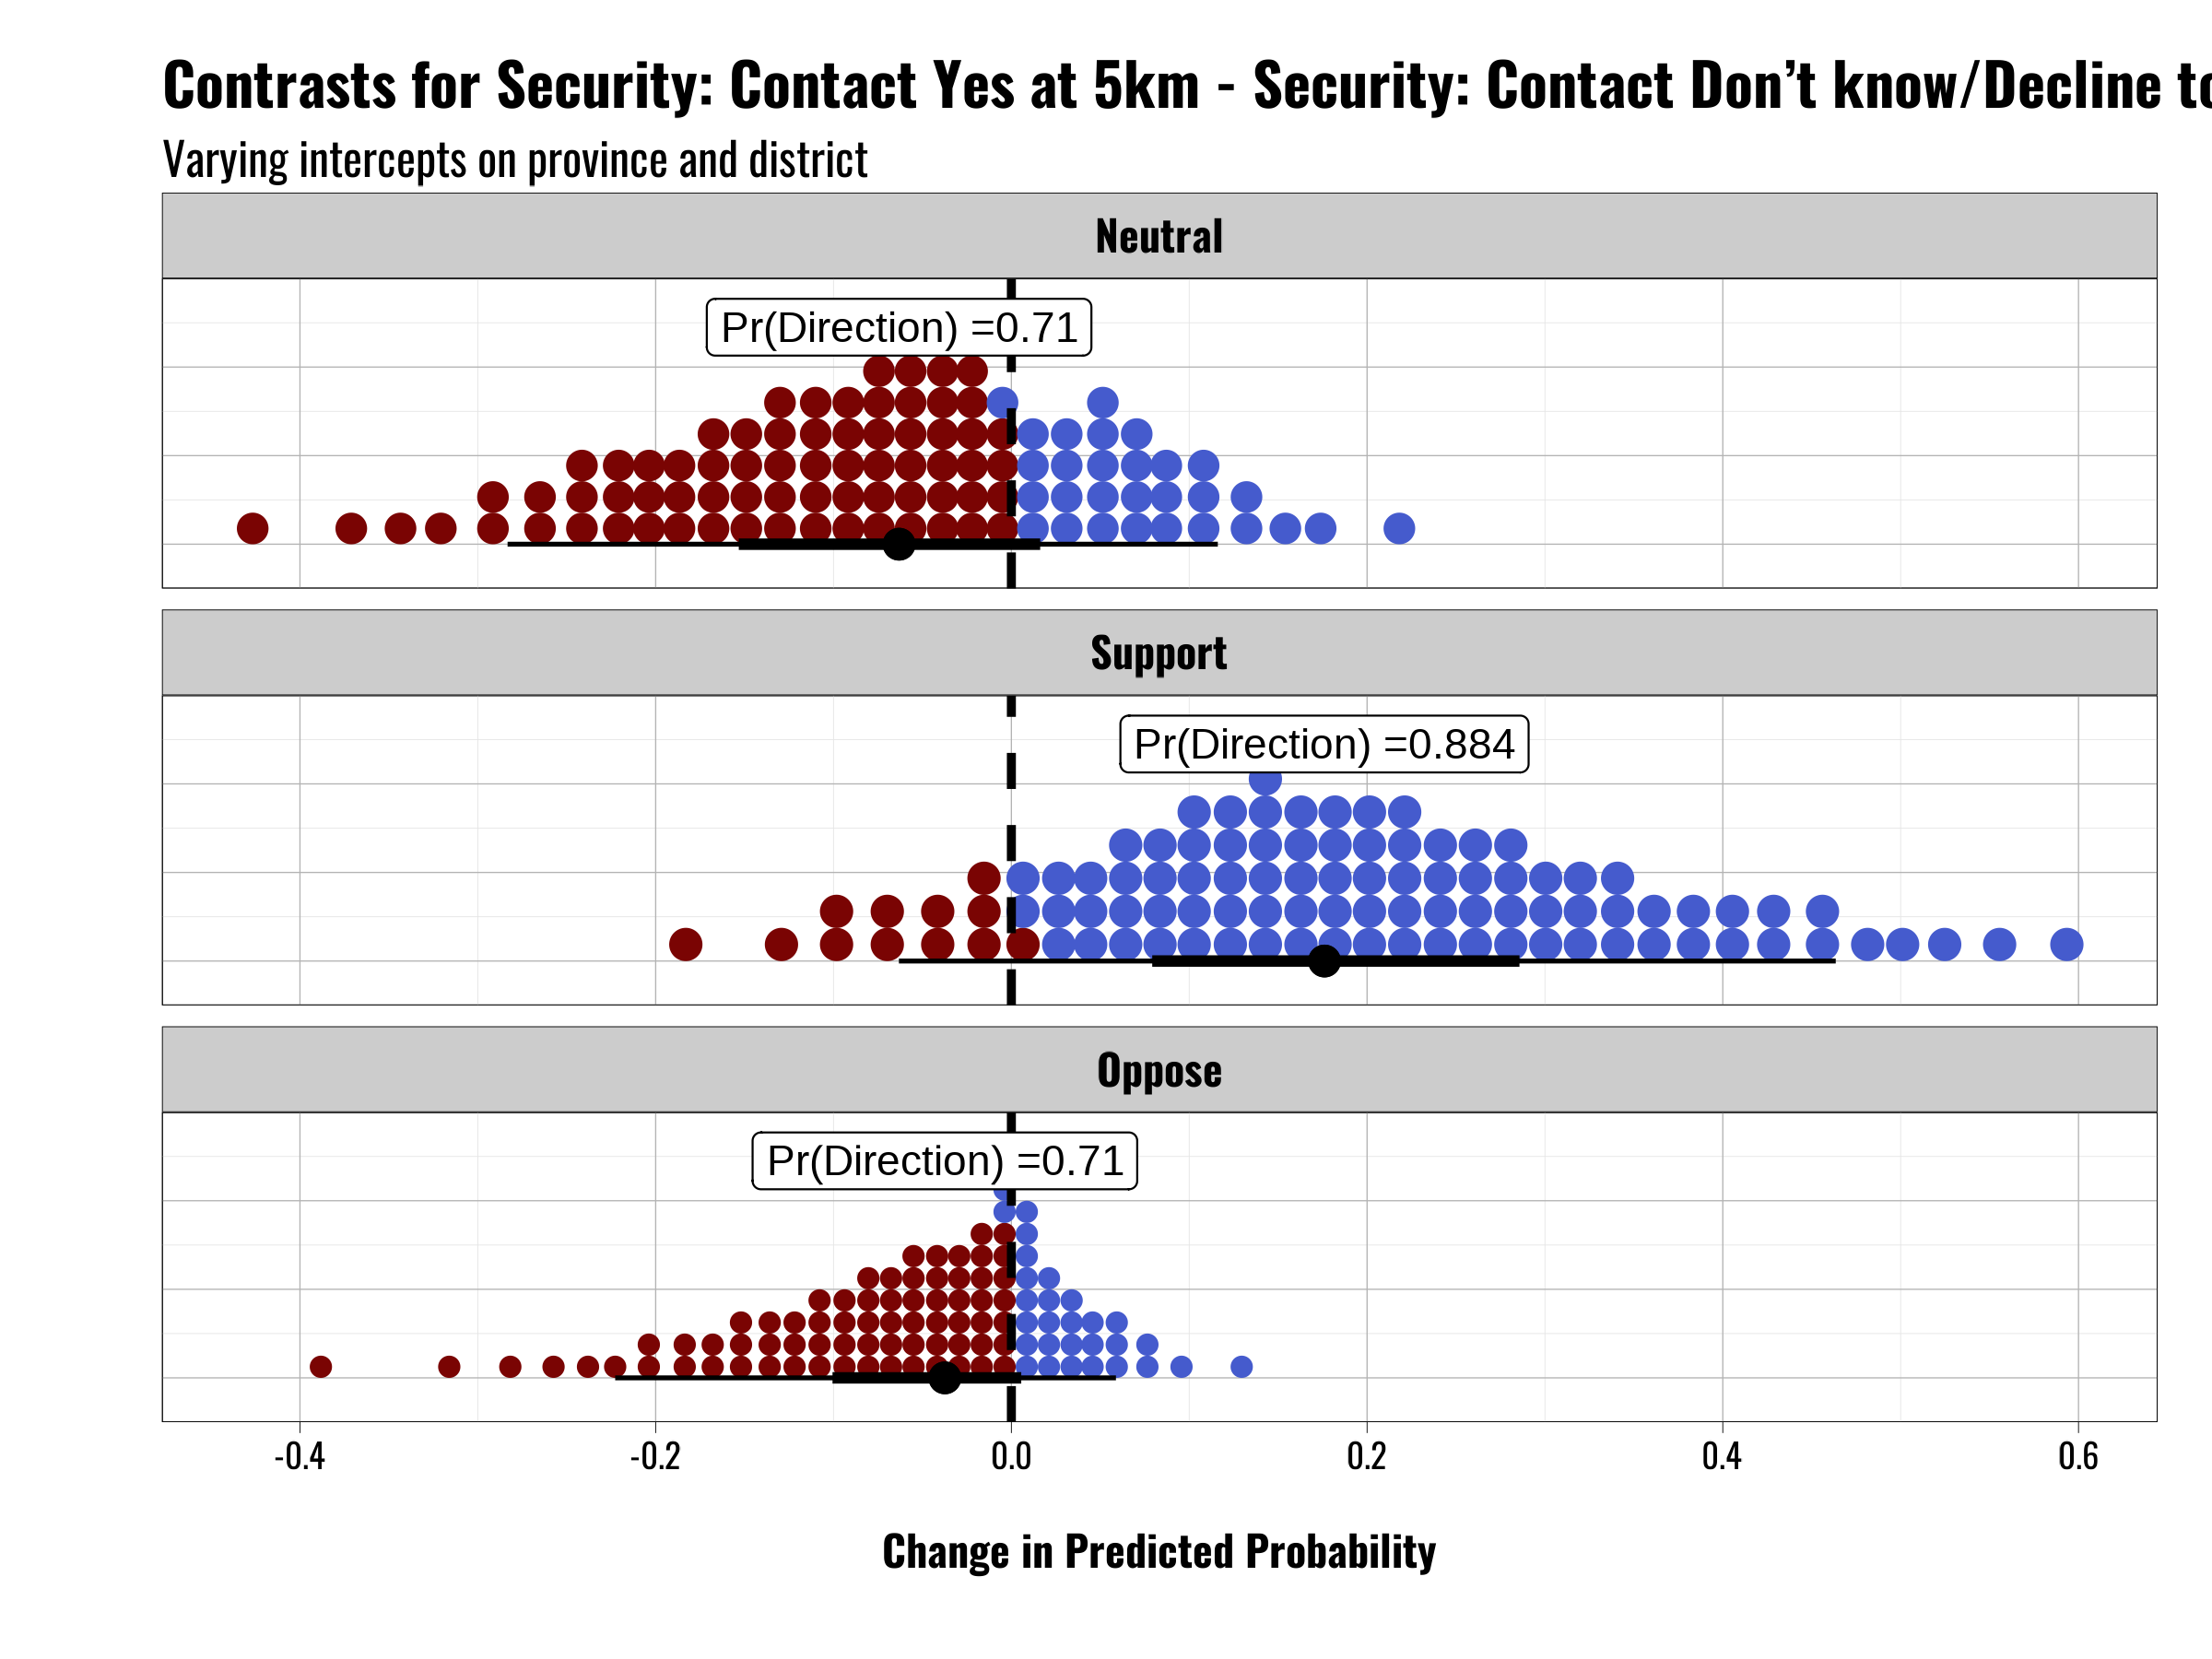 Contrasts for Security: Contact Yes at 5km - Security: Contact Don’t know/Decline to
Varying intercepts on province and district
Neutral
Pr(Direction) =0.71
Support
Pr(Direction) =0.884
Oppose
Pr(Direction) =0.71
-0.4 -0.2 0.0 0.2 0.4 0.6
Change in Predicted Probability